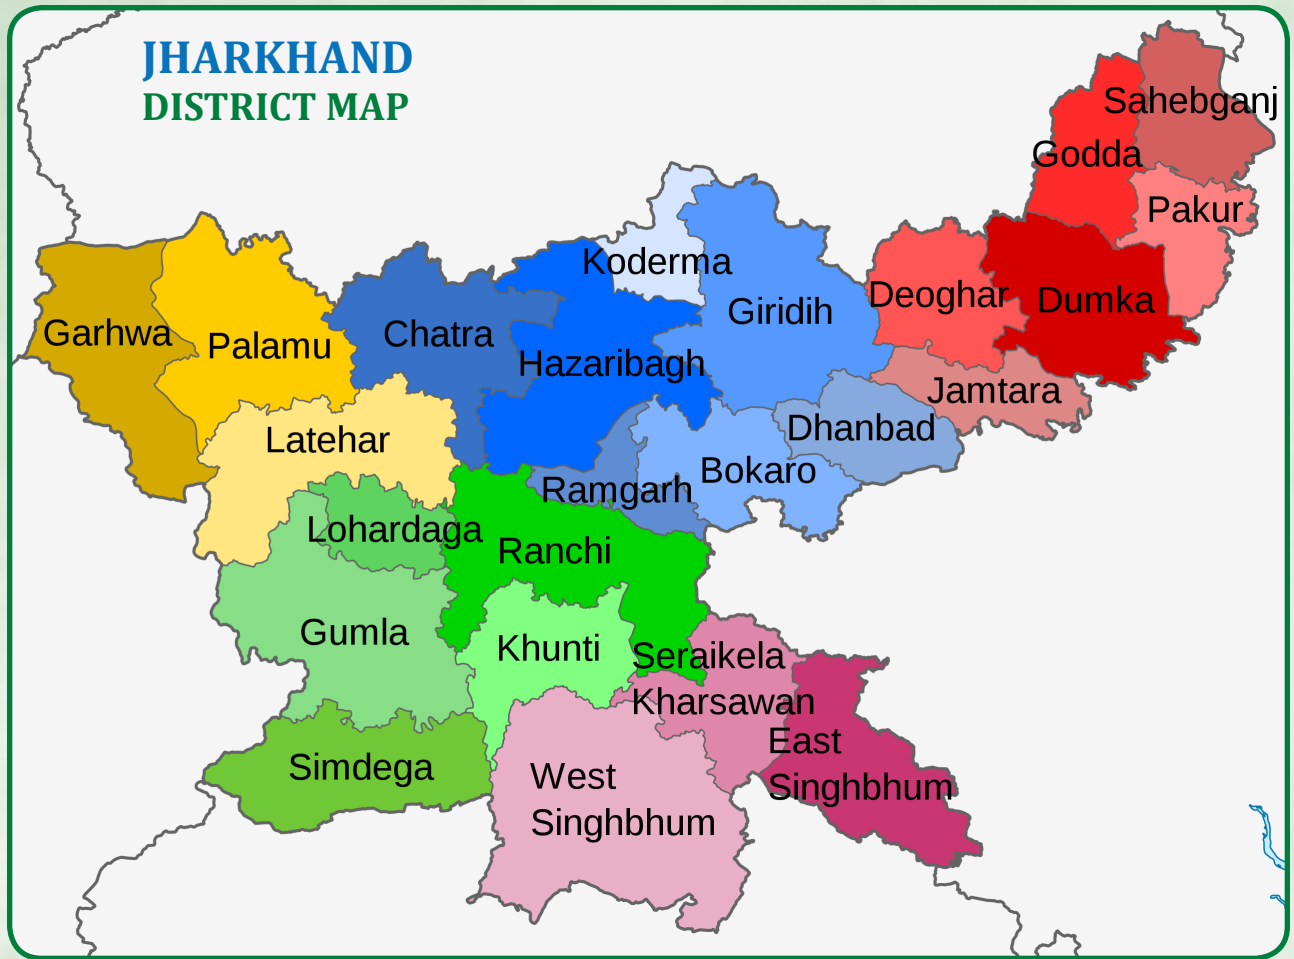 JHARKHAND
DISTRICT MAP
Sahebganj
Godda
Pakur
Koderma
Giridih
Deoghar
Dumka
Garhwa
Palamu
Chatra
Hazaribagh
Jamtara
Latehar
Dhanbad
Bokaro
Ramgarh
Lohardaga
Ranchi
Gumla
Khunti
Seraikela
Kharsawan
East
Singhbhum
Simdega
West
Singhbhum